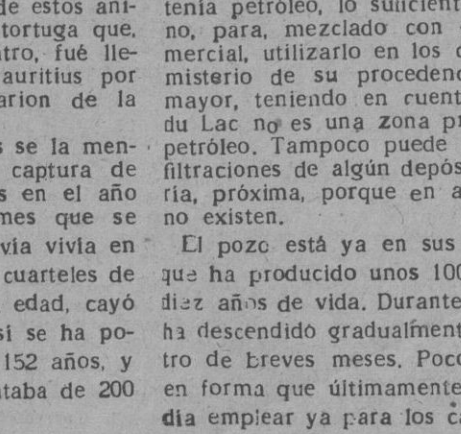 de estos ani-
tortuga que,
tro, fué lle-
auritius por
arion de la
s se la men-
captura de
s en el año
mes que se
vía vivía en
cuarteles de
edad, cayó
sí se ha po-
152 años, y
taba de 200
tenía petróleo, lo suficient
no, para, mezclado con
mercial, utilizarlo en los
misterio de su procedenc
mayor, teniendo en cuent
du Lac no es una zona p
petróleo. Tampoco puede
filtraciones de algún depós
ría, próxima, porque en a
no existen.
El pozo está ya en sus
que ha producido unos 100
diez años de vida. Durante
ha descendido gradualment
tro de breves meses. Poco
en forma que últimamente
día emplear ya para los ca